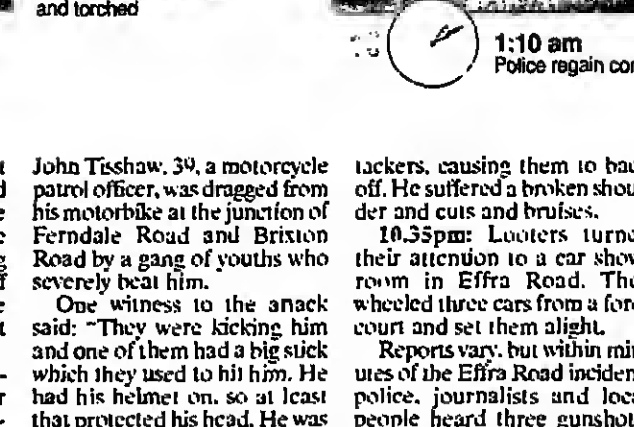 and torched
1:10 am
Police regain con
John Tisshaw, 39, a motorcycle
patrol officer, was dragged from
his motorbike at the junction of
Ferndale Road and Brixton
Road by a gang of youths who
severely beat him.
One witness to the attack
said: "They were kicking him
and one of them had a big stick
which they used to hit him. He
had his helmet on, so at least
that protected his head. He was
tackers, causing them to bac
off. He suffered a broken shoul
der and cuts and bruises.
10.35pm: Looters turne
their attention to a car show
room in Effra Road. The
wheeled three cars from a fore
court and set them alight.
Reports vary, but within min
utes of the Effra Road inciden
police, journalists and loca
people heard three gunshot